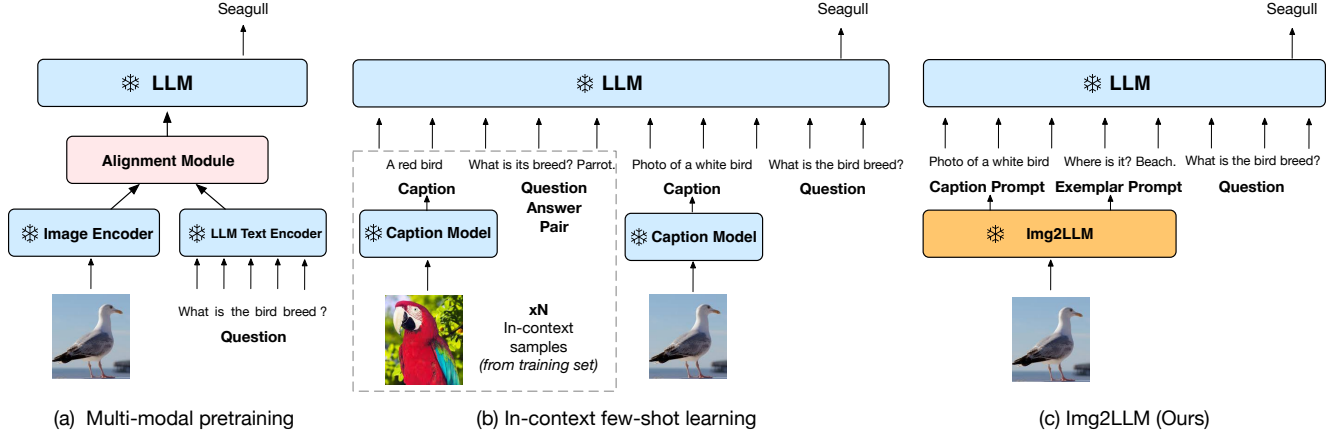 Seagull
LLM
Alignment Module
Image Encoder
LLM Text Encoder
What is the bird breed ?
Question
(a) Multi-modal pretraining
Seagull
LLM
A red bird
What is its breed? Parrot.
Photo of a white bird
What is the bird breed?
Caption
Question
Answer
Pair
Caption
Question
Caption Model
Caption Model
xN
In-context
samples
(from training set)
(b) In-context few-shot learning
Seagull
LLM
Photo of a white bird
Where is it? Beach.
What is the bird breed?
Caption Prompt
Exemplar Prompt
Question
Img2LLM
(c) Img2LLM (Ours)